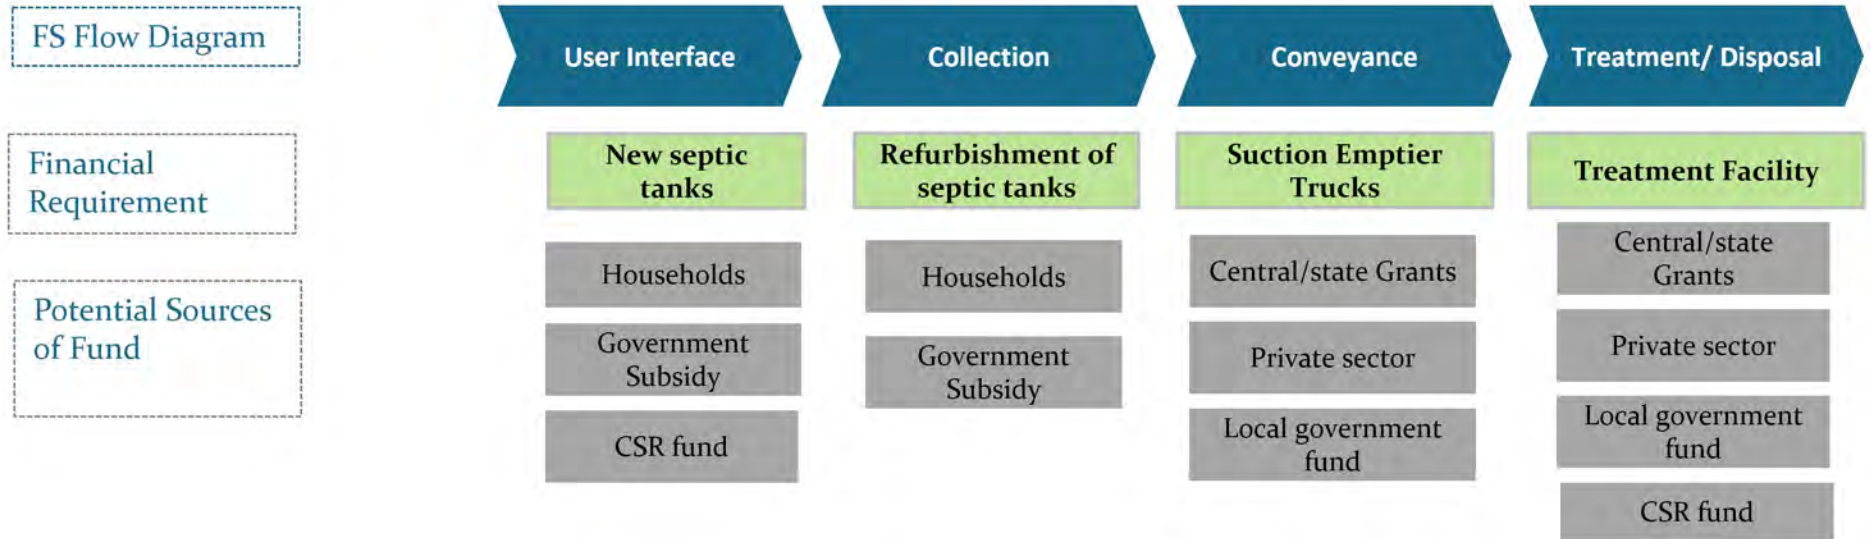 FS Flow Diagram
User Interface
Collection
Conveyance
Treatment/ Disposal
Financial
Requirement
New septic
tanks
Refurbishment of
septic tanks
Suction Emptier
Trucks
Treatment Facility
Potential Sources
of Fund
Households
Government
Subsidy
CSR fund
Households
Government
Subsidy
Central/state Grants
Private sector
Local government
fund
Central/state
Grants
Private sector
Local government
fund
CSR fund